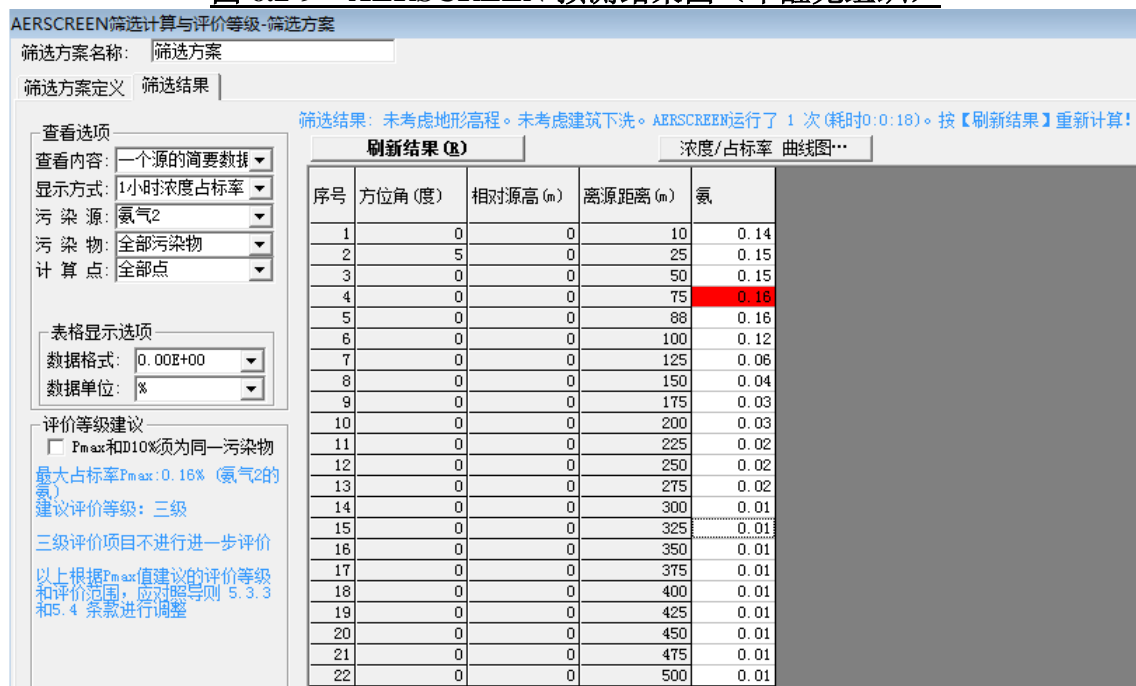 AERSCREEN筛选计算与评价等级-筛选方案
筛选方案名称: 筛选方案
筛选方案定义 筛选结果
筛选结果: 未考虑地形高程。未考虑建筑下洗。AERSCREEN运行了 1 次(耗时0:0:18)。按【刷新结果】重新计算!
查看选项
查看内容: 一个源的简要数据
显示方式: 1小时浓度占标率
污 染 源: 氨气2
污 染 物: 全部污染物
计 算 点: 全部点
表格显示选项
数据格式: 0.00E+00
数据单位: %
评价等级建议
Pmax和D10%须为同一污染物
最大占标率Pmax:0.16% (氨气2的
氨)
建议评价等级: 三级
三级评价项目不进行进一步评价
以上根据Pmax值建议的评价等级
和评价范围,应对照导则 5.3.3
和5.4 条款进行调整
刷新结果(R) 浓度/占标率 曲线图…
序号 方位角(度) 相对源高(m) 离源距离(m) 氨
1 0 0 10 0.14
2 5 0 25 0.15
3 0 0 50 0.15
4 0 0 75 0.16
5 0 0 88 0.16
6 0 0 100 0.12
7 0 0 125 0.06
8 0 0 150 0.04
9 0 0 175 0.03
10 0 0 200 0.03
11 0 0 225 0.02
12 0 0 250 0.02
13 0 0 275 0.02
14 0 0 300 0.01
15 0 0 325 0.01
16 0 0 350 0.01
17 0 0 375 0.01
18 0 0 400 0.01
19 0 0 425 0.01
20 0 0 450 0.01
21 0 0 475 0.01
22 0 0 500 0.01